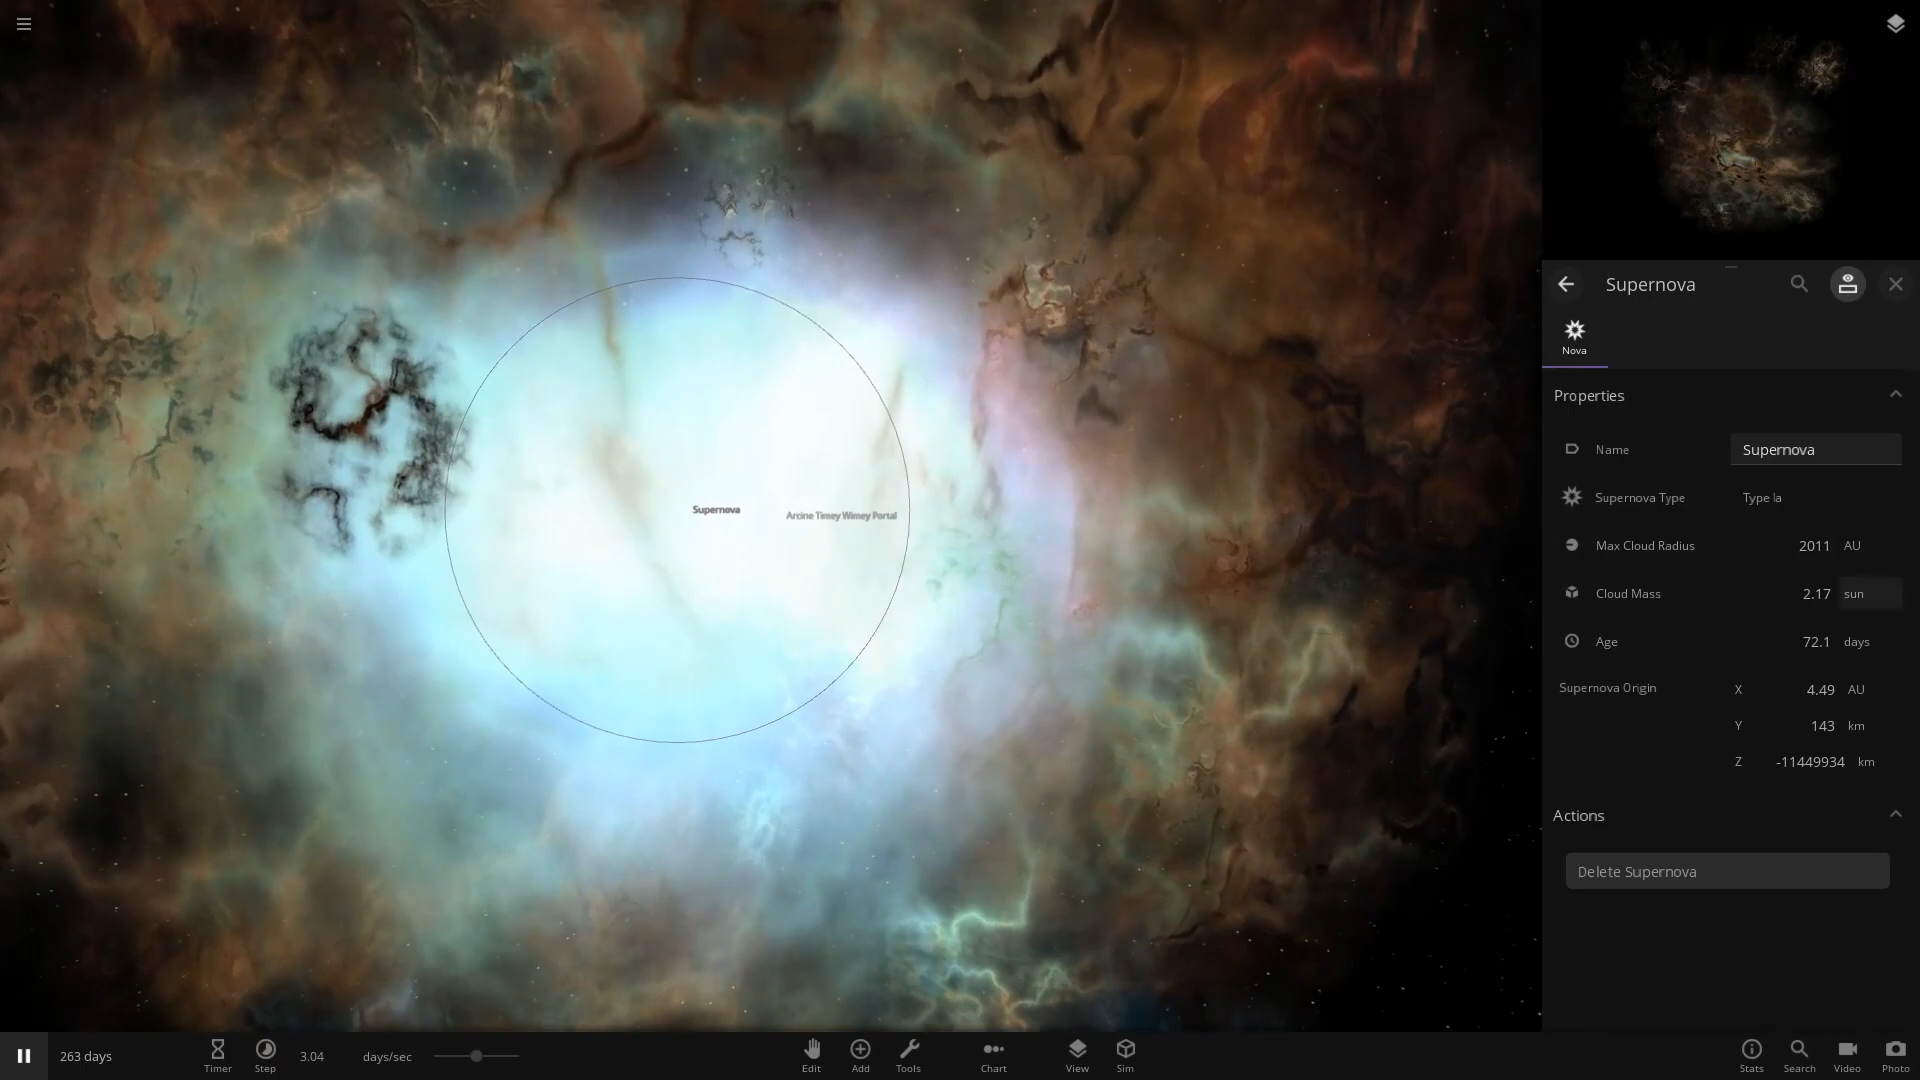 Supernova
Nova
Properties
Name Supernova
Supernova Type Type Ia
Max Cloud Radius 2011 AU
Cloud Mass 2.17 sun
Age 72.1 days
Supernova Origin X 4.49 AU
Y 143 km
Z -11449934 km
Actions
Delete Supernova
Supernova
Arcine Timey Wimey Portal
263 days
Timer
Step
3.04 days/sec
Edit
Add
Tools
Chart
View
Sim
Stats
Search
Video
Photo